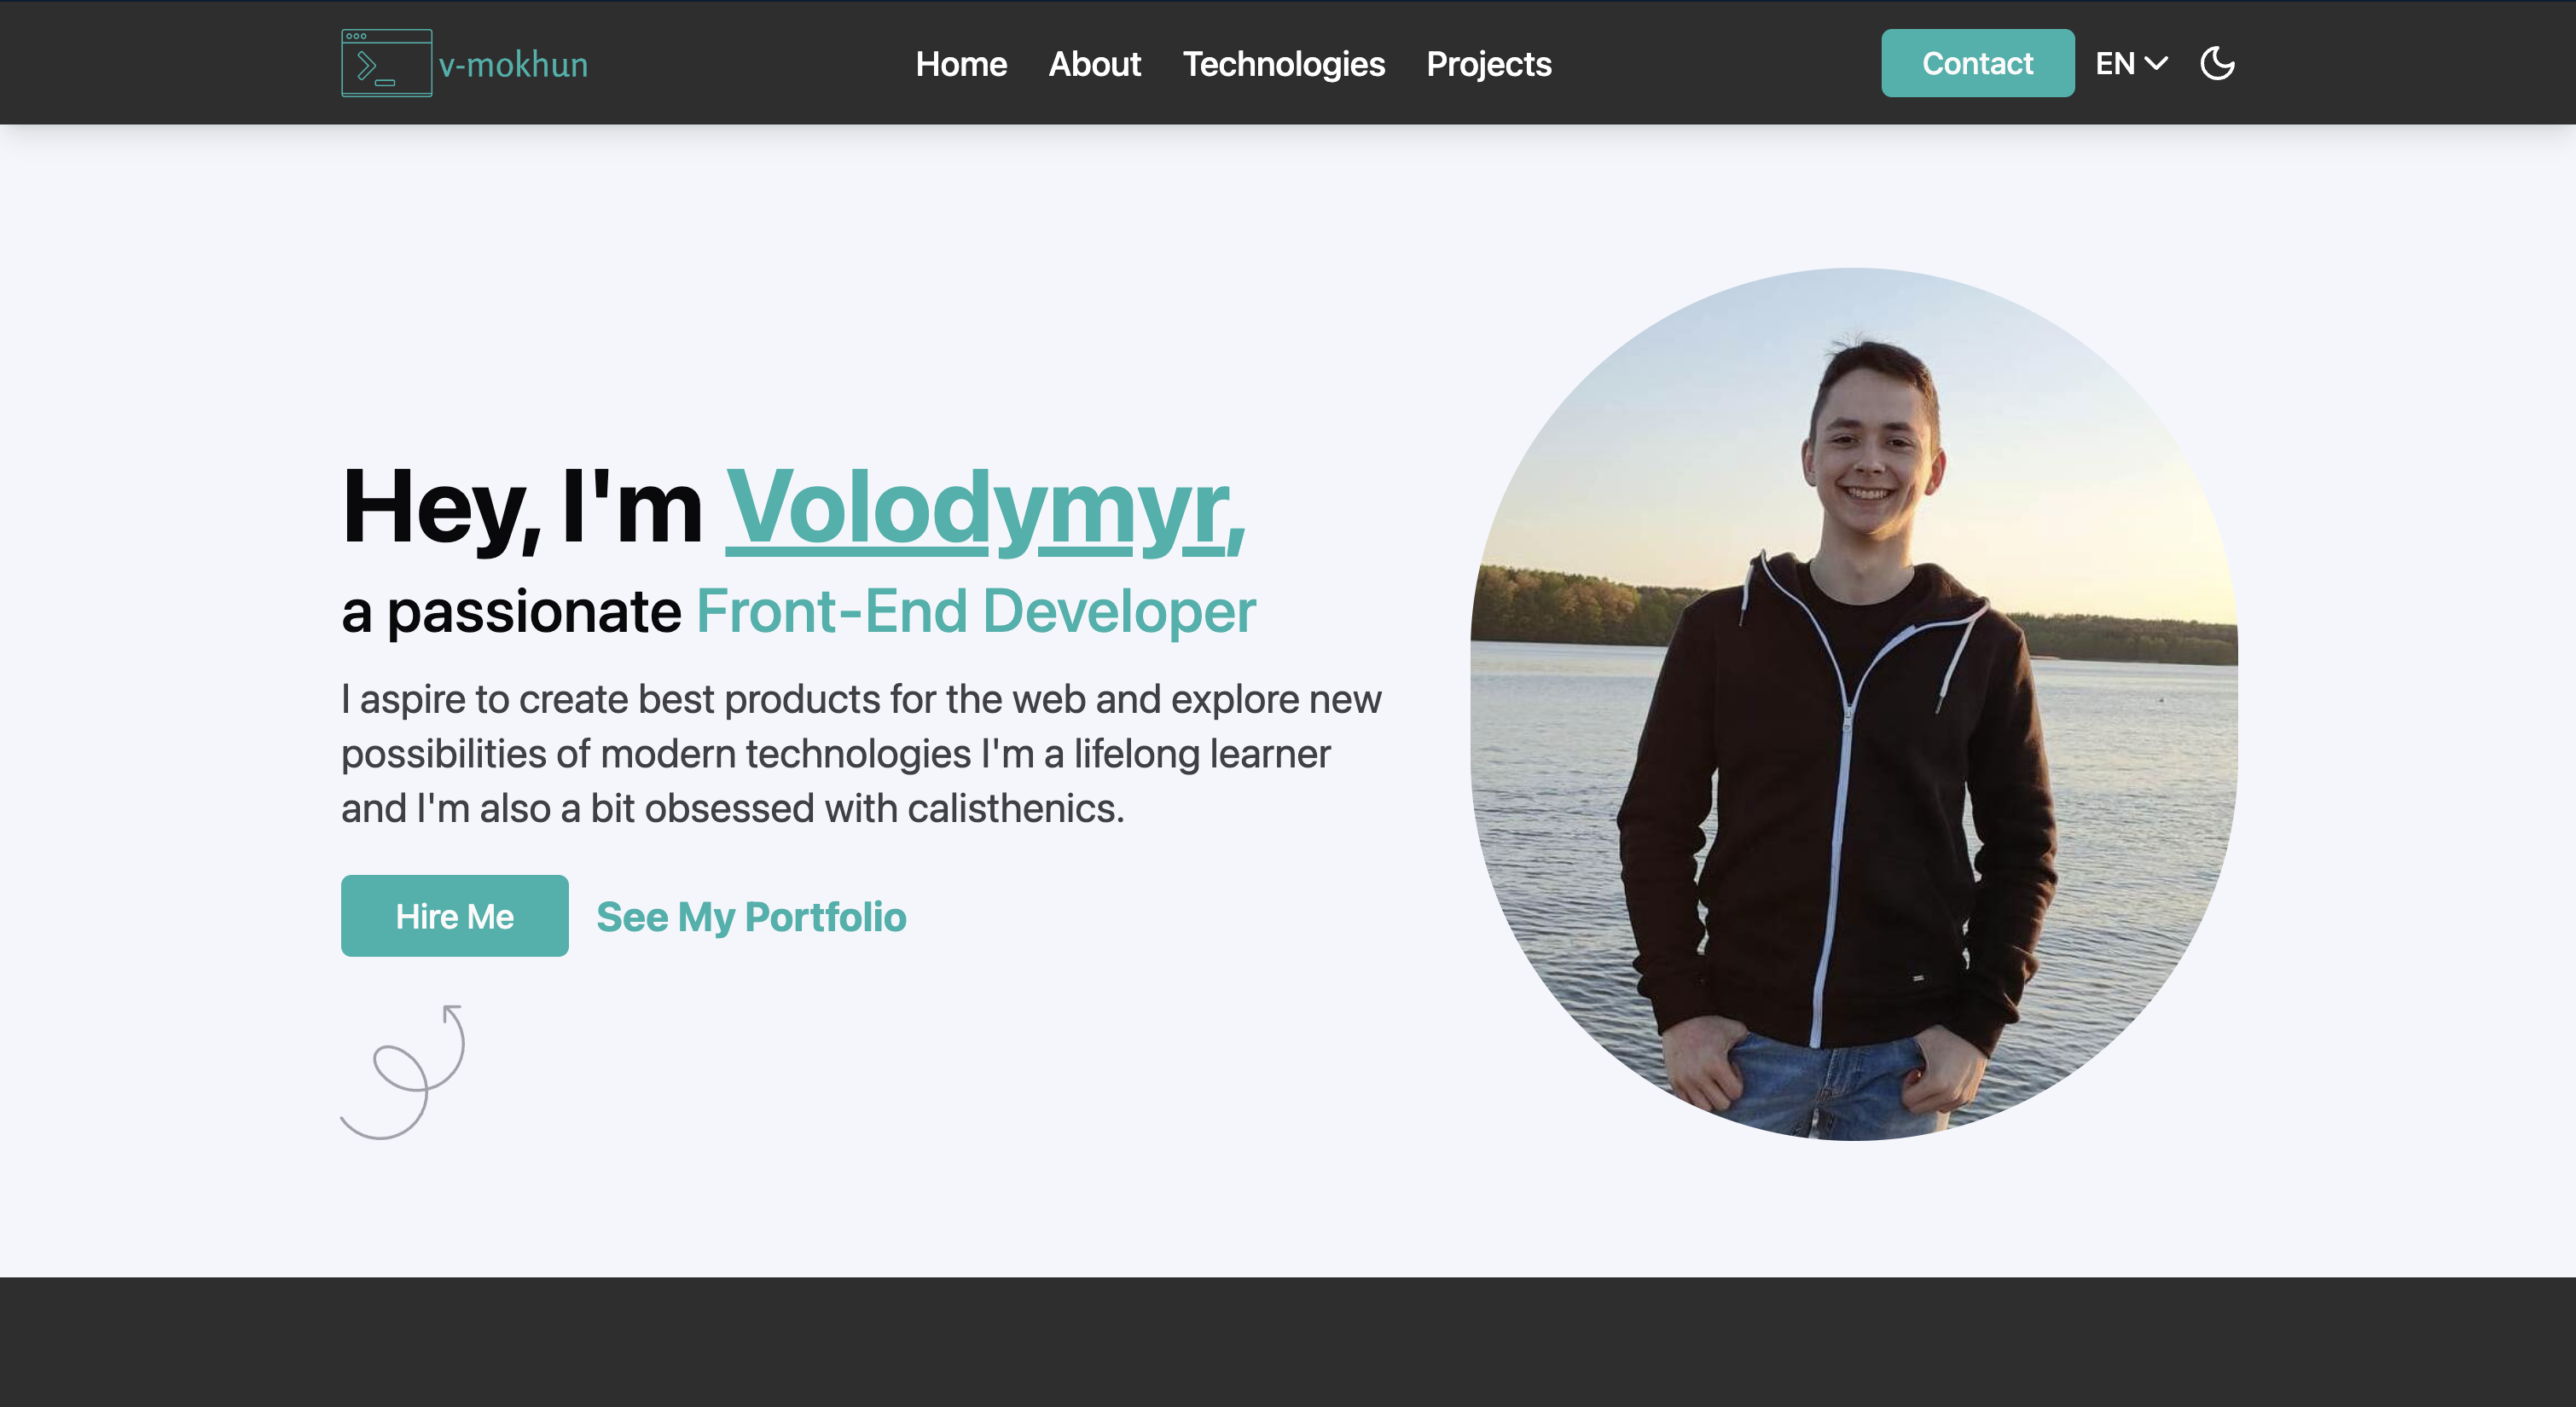 v-mokhun
Home About Technologies Projects
Contact EN
Hey, I'm Volodymyr,
a passionate Front-End Developer
I aspire to create best products for the web and explore new
possibilities of modern technologies I'm a lifelong learner
and I'm also a bit obsessed with calisthenics.
Hire Me See My Portfolio